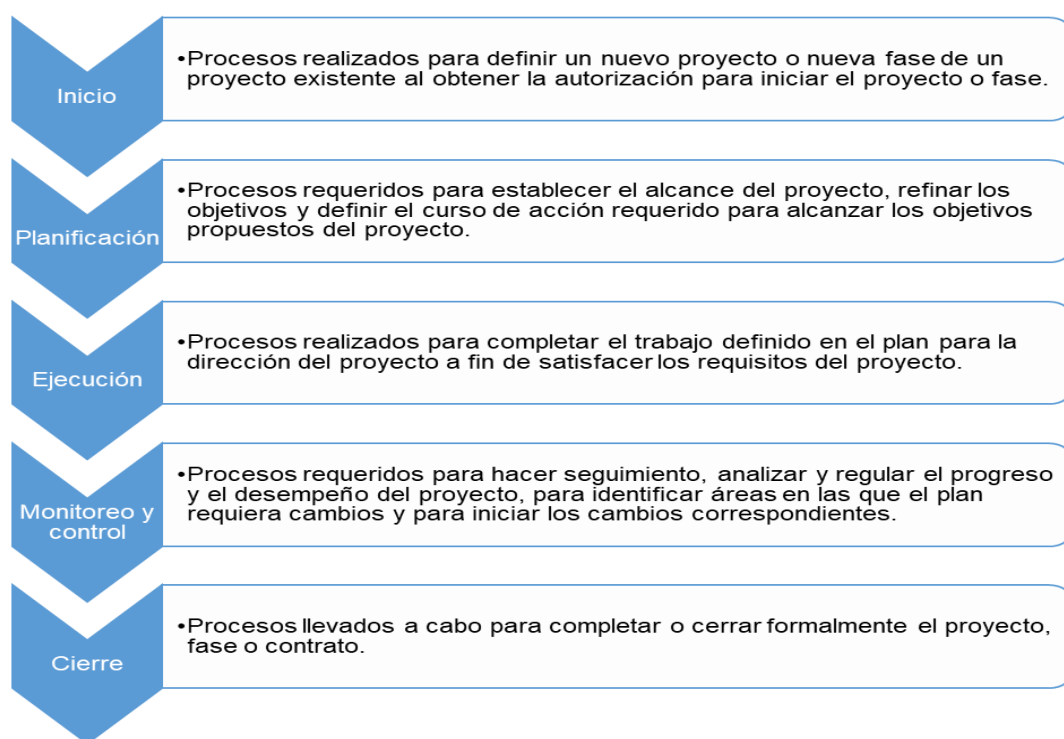 Inicio
•Procesos realizados para definir un nuevo proyecto o nueva fase de un
proyecto existente al obtener la autorización para iniciar el proyecto o fase.
Planificación
•Procesos requeridos para establecer el alcance del proyecto, refinar los
objetivos y definir el curso de acción requerido para alcanzar los objetivos
propuestos del proyecto.
Ejecución
•Procesos realizados para completar el trabajo definido en el plan para la
dirección del proyecto a fin de satisfacer los requisitos del proyecto.
Monitoreo y
control
•Procesos requeridos para hacer seguimiento, analizar y regular el progreso
y el desempeño del proyecto, para identificar áreas en las que el plan
requiera cambios y para iniciar los cambios correspondientes.
Cierre
•Procesos llevados a cabo para completar o cerrar formalmente el proyecto,
fase o contrato.